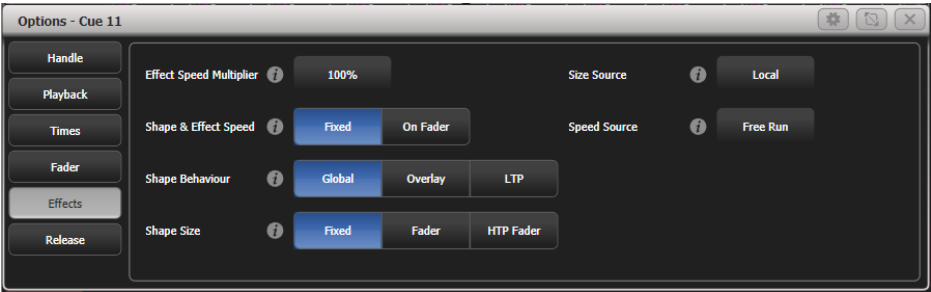 Options - Cue 11
Handle
Playback
Times
Fader
Effects
Release
Effect Speed Multiplier i 100% Size Source i Local
Shape & Effect Speed i Fixed On Fader Speed Source i Free Run
Shape Behaviour i Global Overlay LTP
Shape Size i Fixed Fader HTP Fader